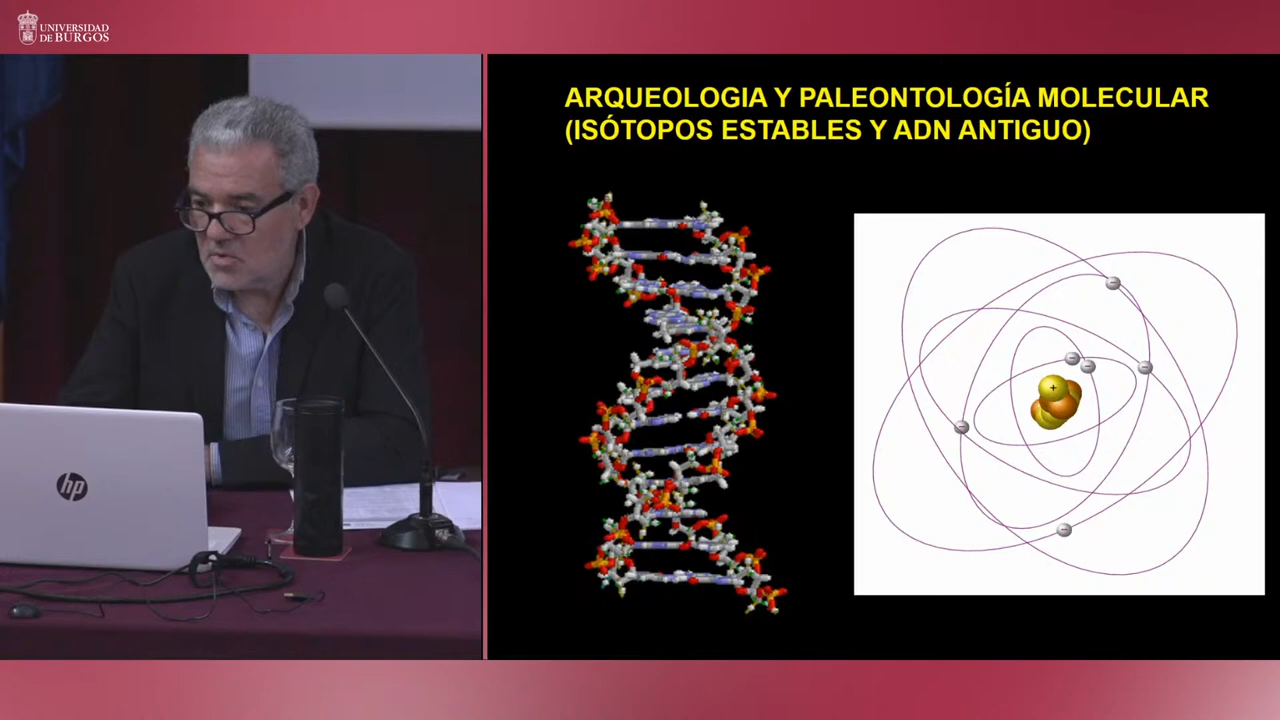 UNIVERSIDAD
DE BURGOS
ARQUEOLOGIA Y PALEONTOLOGÍA MOLECULAR
(ISÓTOPOS ESTABLES Y ADN ANTIGUO)
hp
+
−
−
−
−
−
−